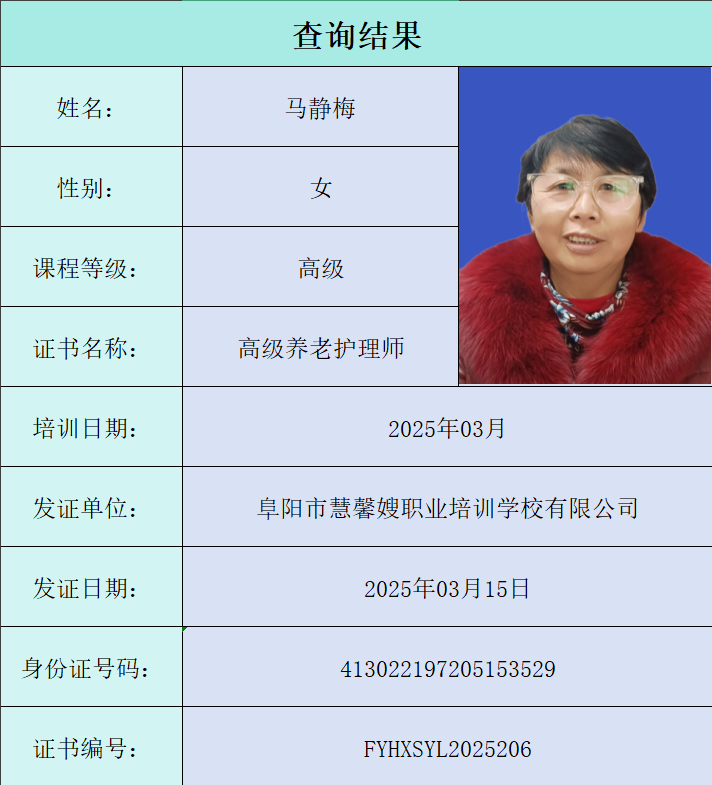 查询结果
姓名： 马静梅
性别： 女
课程等级： 高级
证书名称： 高级养老护理师
培训日期： 2025年03月
发证单位： 阜阳市慧馨嫂职业培训学校有限公司
发证日期： 2025年03月15日
身份证号码： 413022197205153529
证书编号： FYHXSYL2025206